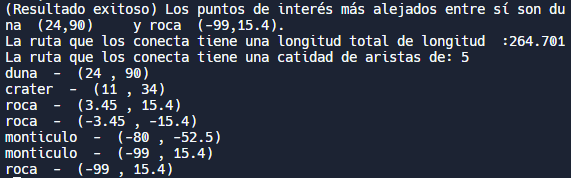 (Resultado exitoso) Los puntos de interés más alejados entre sí son du
na  (24,90)     y roca  (-99,15.4).
La ruta que los conecta tiene una longitud total de longitud  :264.701
La ruta que los conecta tiene una catidad de aristas de: 5
duna  -  (24 , 90)
crater  -  (11 , 34)
roca  -  (3.45 , 15.4)
roca  -  (-3.45 , -15.4)
monticulo  -  (-80 , -52.5)
monticulo  -  (-99 , 15.4)
roca  -  (-99 , 15.4)